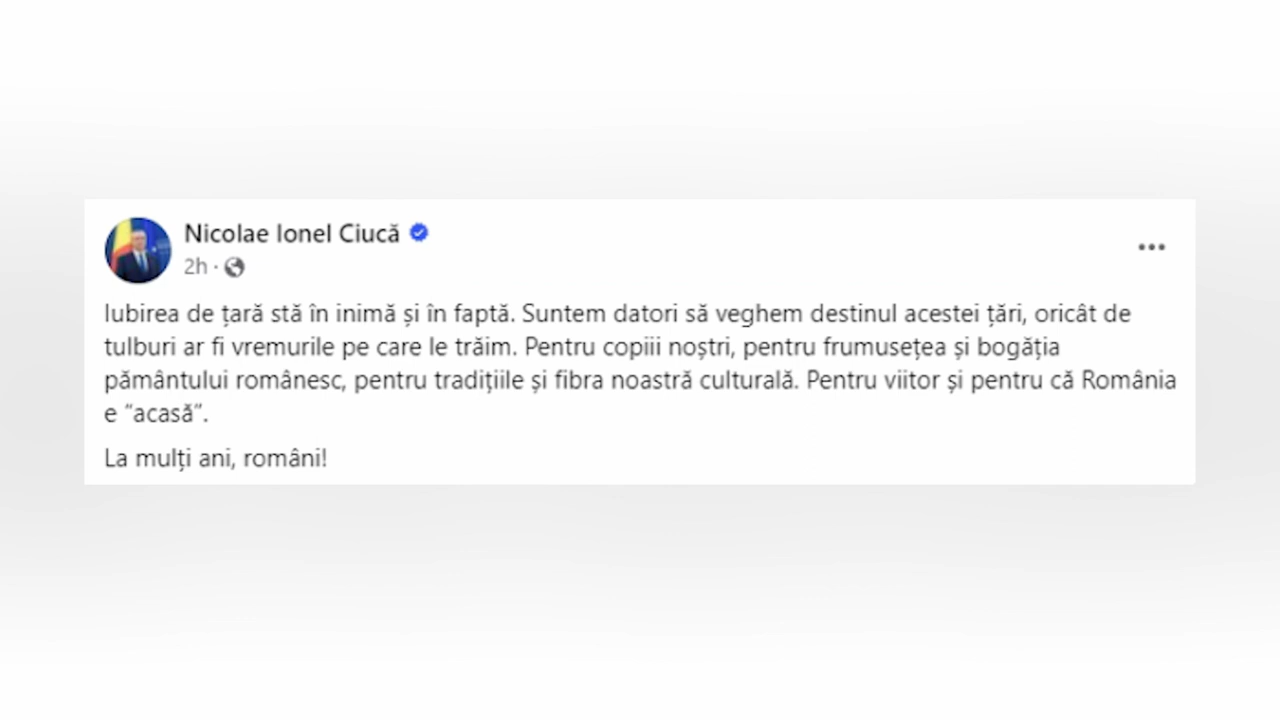 Nicolae Ionel Ciucă
2h ·
Iubirea de țară stă în inimă și în faptă. Suntem datori să veghem destinul acestei țări, oricât de
tulburi ar fi vremurile pe care le trăim. Pentru copiii noștri, pentru frumusețea și bogăția
pământului românesc, pentru tradițiile și fibra noastră culturală. Pentru viitor și pentru că România
e “acasă”.
La mulți ani, români!